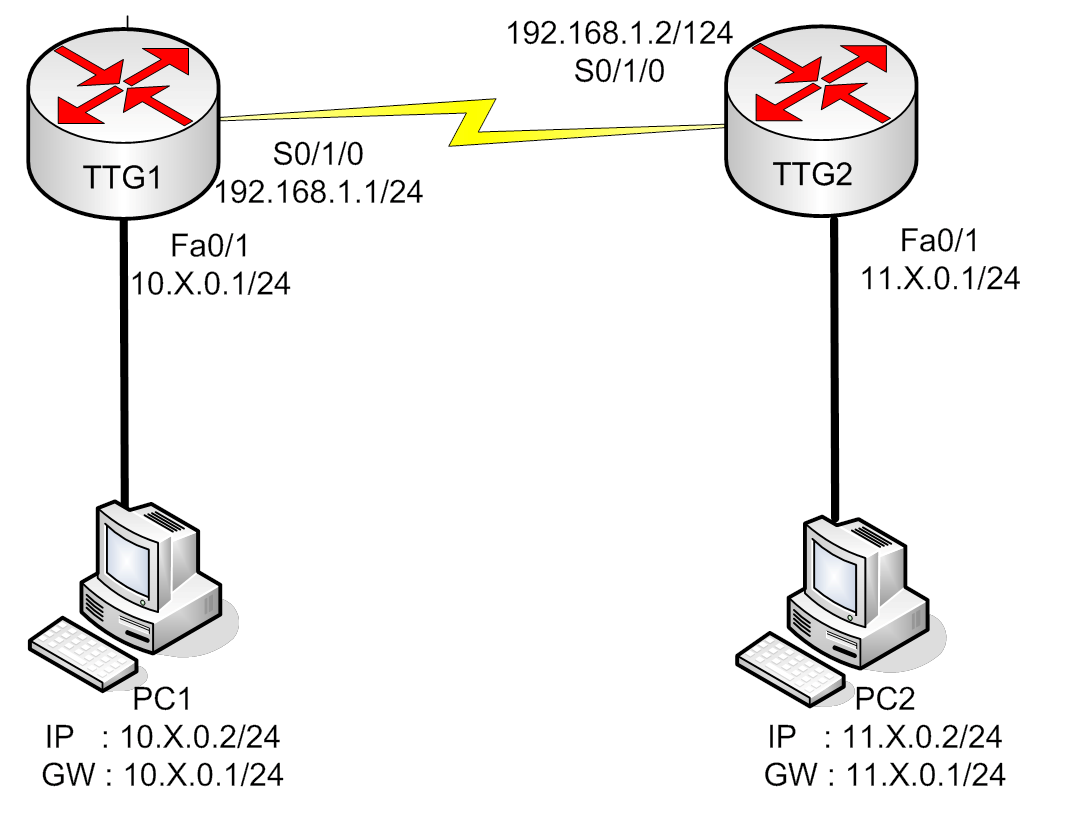 192.168.1.2/124
S0/1/0
TTG1
S0/1/0
192.168.1.1/24
TTG2
Fa0/1
10.X.0.1/24
Fa0/1
11.X.0.1/24
PC1
IP : 10.X.0.2/24
GW : 10.X.0.1/24
PC2
IP : 11.X.0.2/24
GW : 11.X.0.1/24